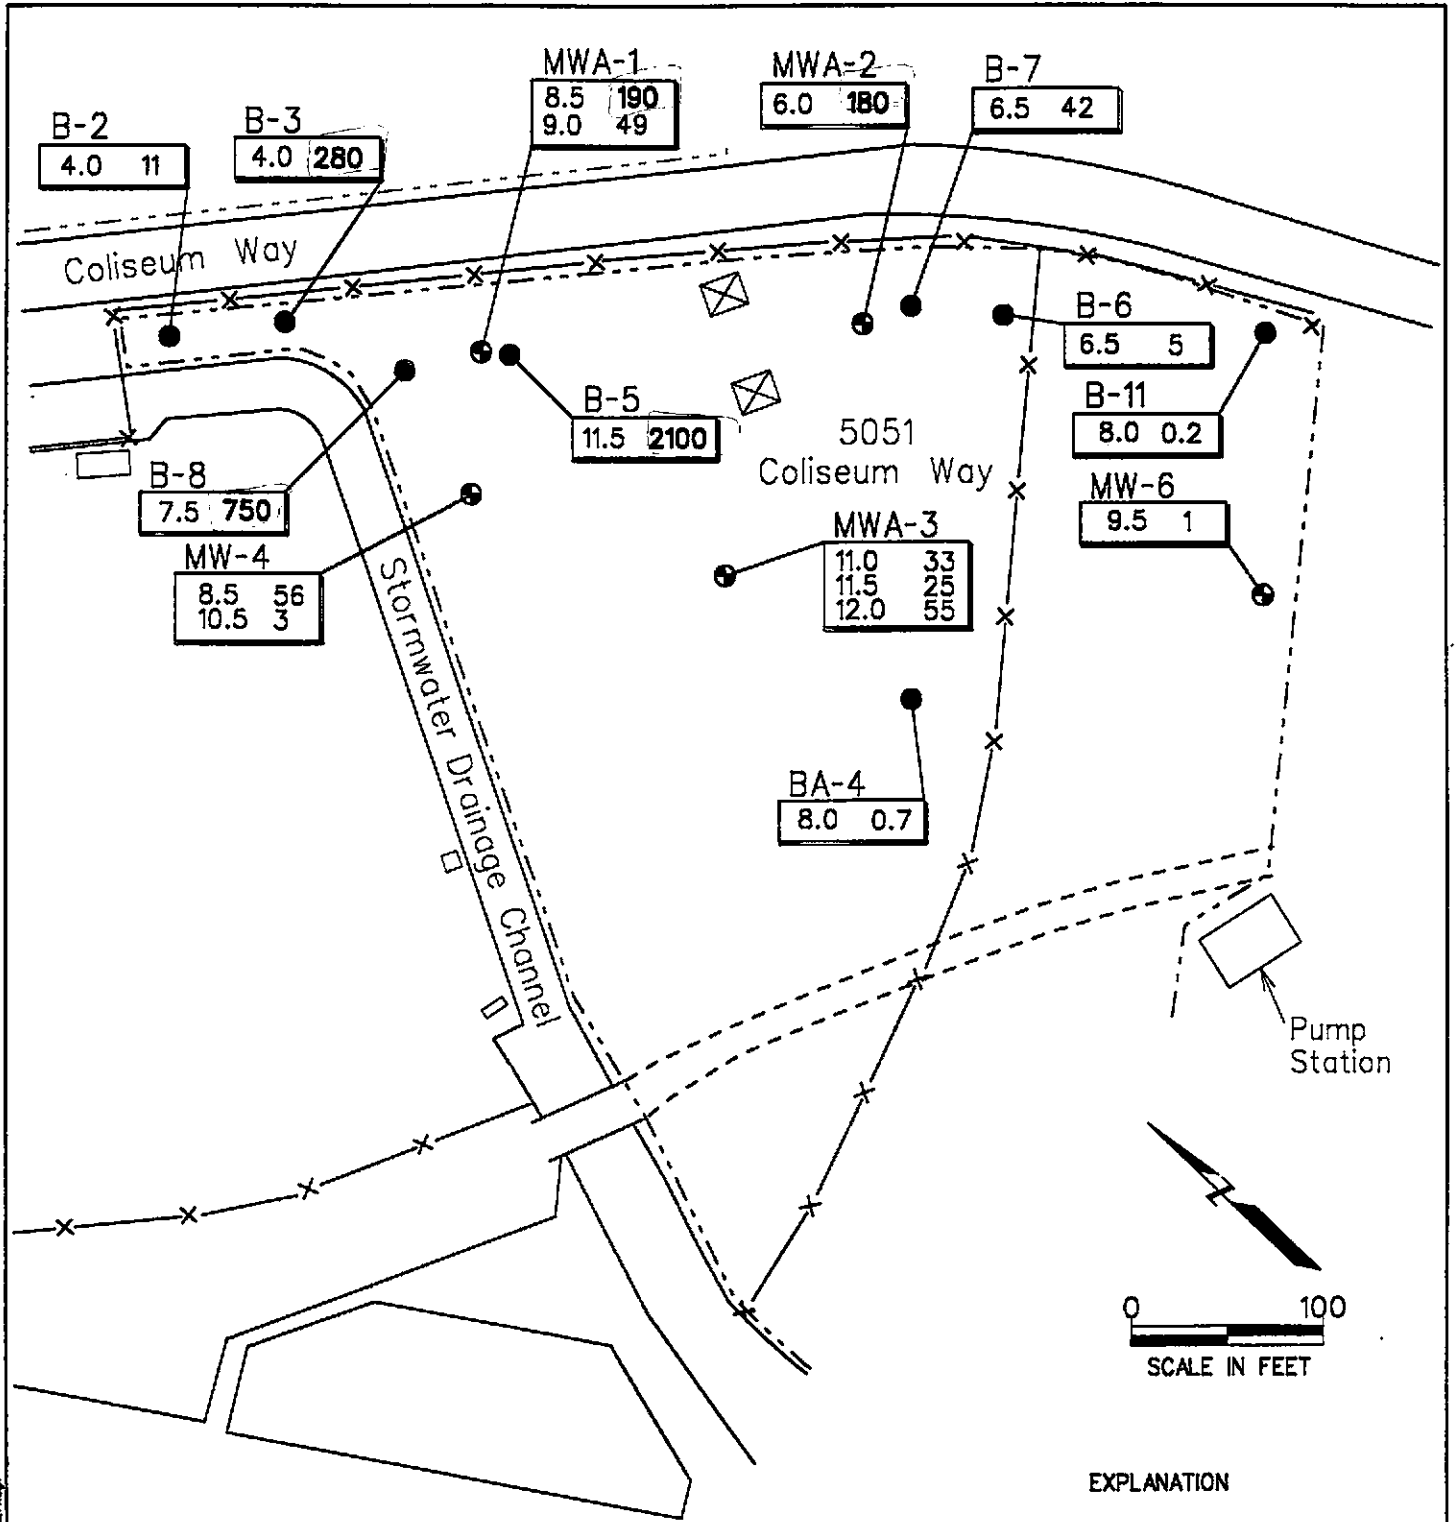 MWA-1
8.5 190
9.0 49
MWA-2
6.0 180
B-7
6.5 42
B-2
4.0 11
B-3
4.0 280
Coliseum Way
B-6
6.5 5
B-5
11.5 2100
B-11
8.0 0.2
5051
Coliseum Way
B-8
7.5 750
MW-6
9.5 1
MW-4
8.5 56
10.5 3
MWA-3
11.0 33
11.5 25
12.0 55
Stormwater Drainage Channel
BA-4
8.0 0.7
Pump
Station
0 100
SCALE IN FEET
EXPLANATION